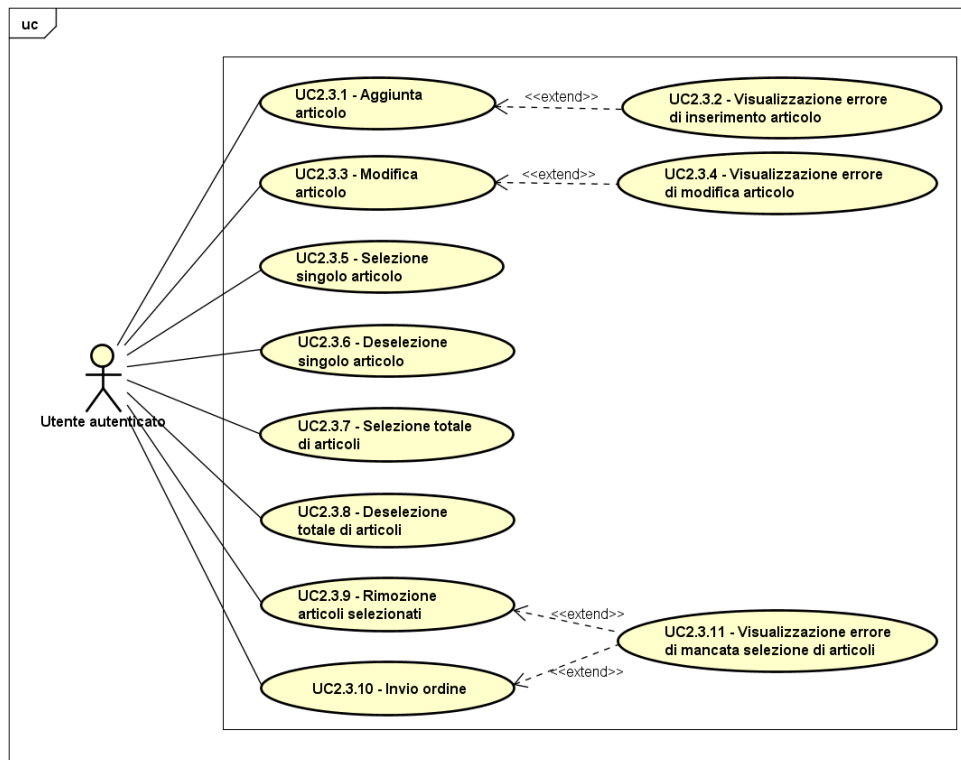 uc
UC2.3.1 - Aggiunta
articolo
<<extend>>
UC2.3.2 - Visualizzazione errore
di inserimento articolo
UC2.3.3 - Modifica
articolo
<<extend>>
UC2.3.4 - Visualizzazione errore
di modifica articolo
UC2.3.5 - Selezione
singolo articolo
UC2.3.6 - Deselezione
singolo articolo
Utente autenticato
UC2.3.7 - Selezione totale
di articoli
UC2.3.8 - Deselezione
totale di articoli
UC2.3.9 - Rimozione
articoli selezionati
<<extend>>
UC2.3.11 - Visualizzazione errore
di mancata selezione di articoli
<<extend>>
UC2.3.10 - Invio ordine